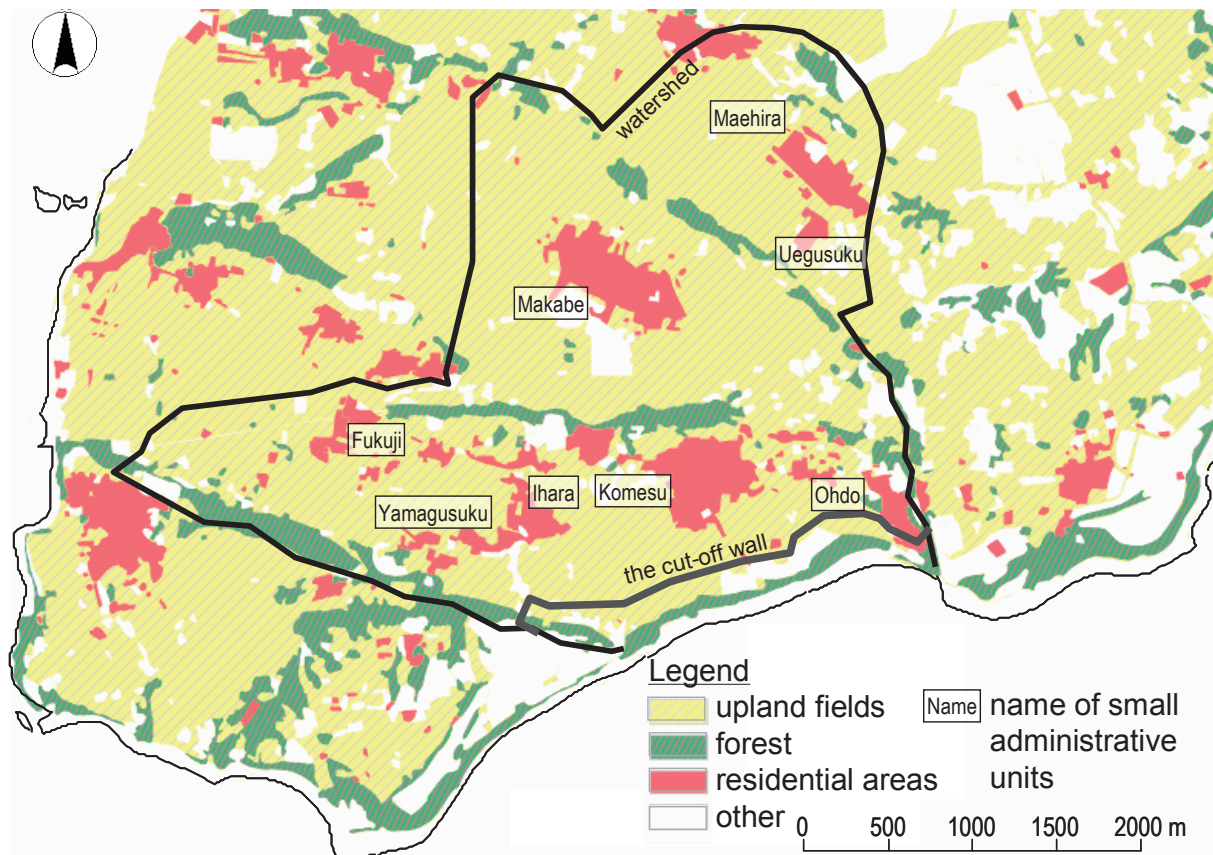 watershed
Maehira
Uegusuku
Makabe
Fukuji
Ihara
Komesu
Ohdo
Yamagusuku
the cut-off wall
Legend
upland fields
forest
residential areas
other
Name
name of small
administrative
units
0 500 1000 1500 2000 m